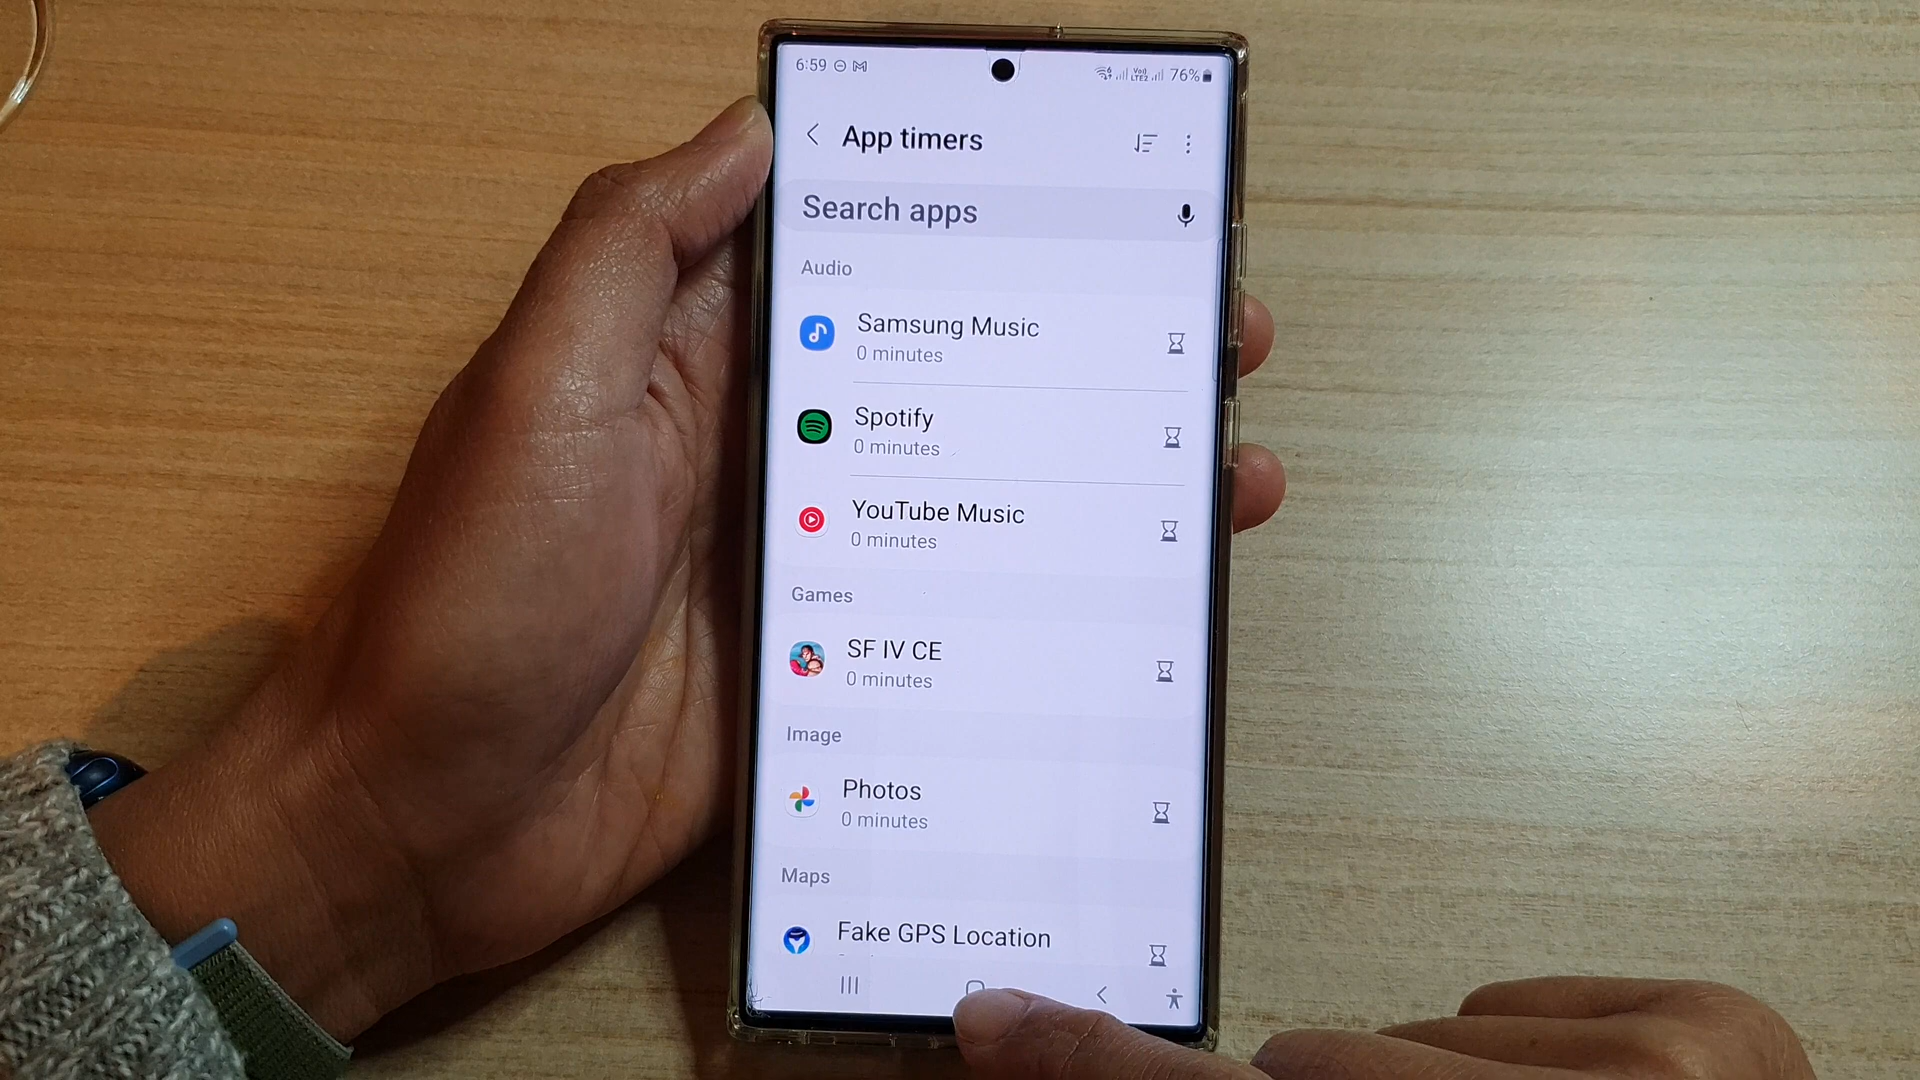 6:59 76%
App timers
Search apps
Audio
Samsung Music
0 minutes
Spotify
0 minutes
YouTube Music
0 minutes
Games
SF IV CE
0 minutes
Image
Photos
0 minutes
Maps
Fake GPS Location